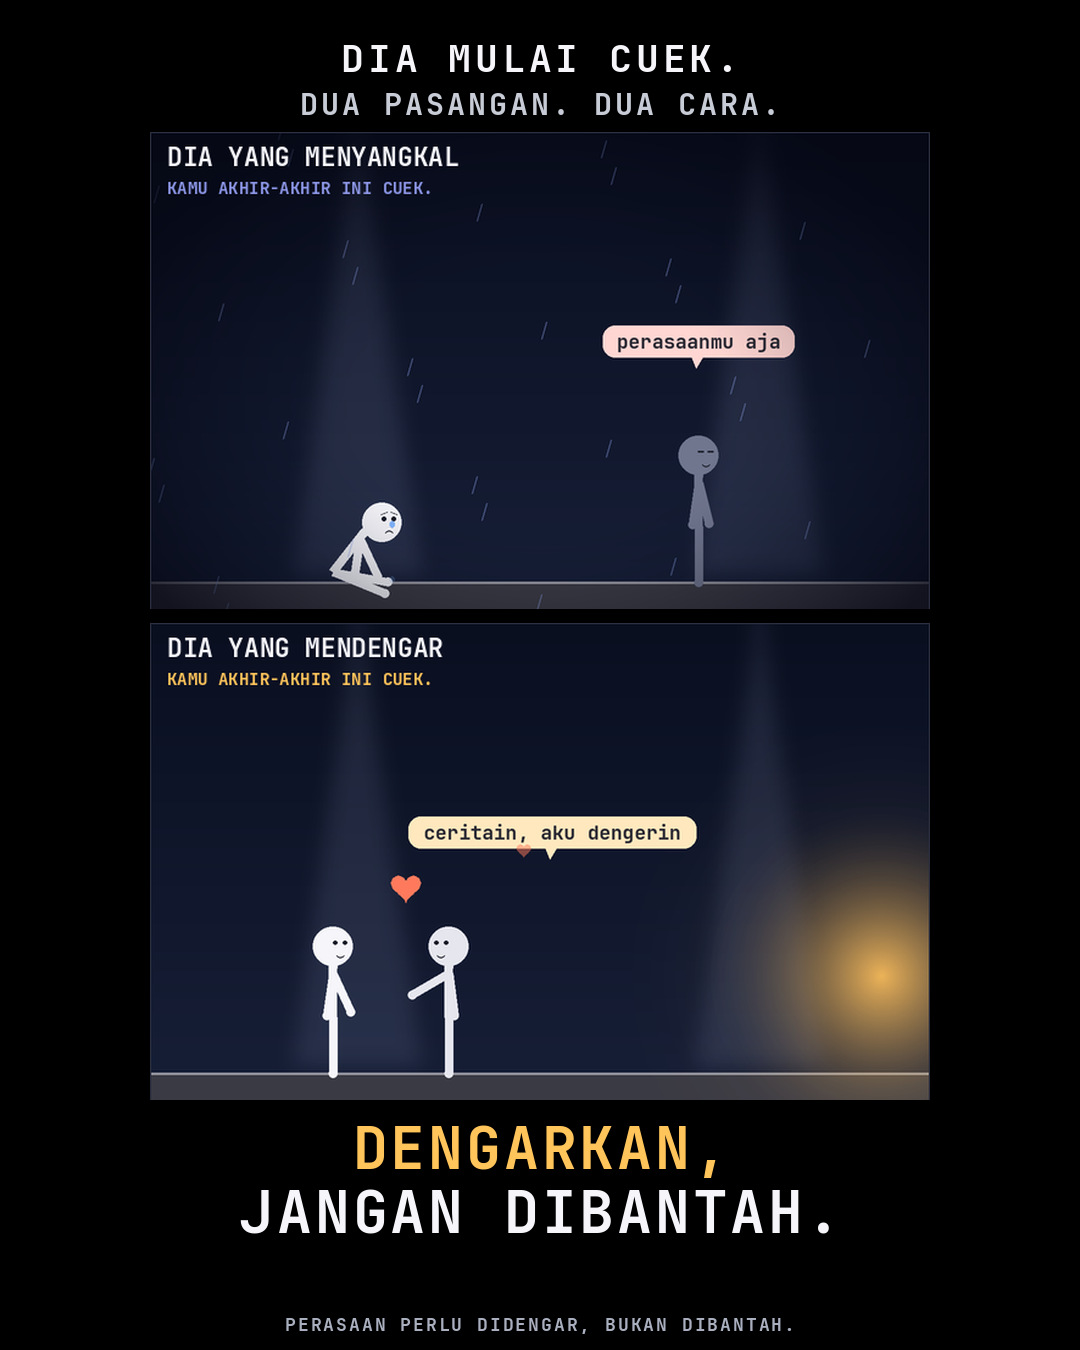 DIA MULAI CUEK.
DUA PASANGAN. DUA CARA.
DIA YANG MENYANGKAL
KAMU AKHIR-AKHIR INI CUEK.
perasaanmu aja
DIA YANG MENDENGAR
KAMU AKHIR-AKHIR INI CUEK.
ceritain, aku dengerin
DENGARKAN,
JANGAN DIBANTAH.
PERASAAN PERLU DIDENGAR, BUKAN DIBANTAH.